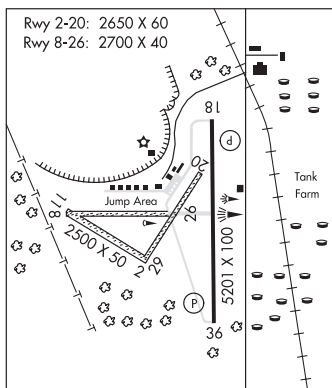 Rwy 2-20: 2650 X 60
Rwy 8-26: 2700 X 40
18
P
20
Tank
Farm
Jump Area
11
8
26
2500 X 50
2
29
5201 X 100
P
36